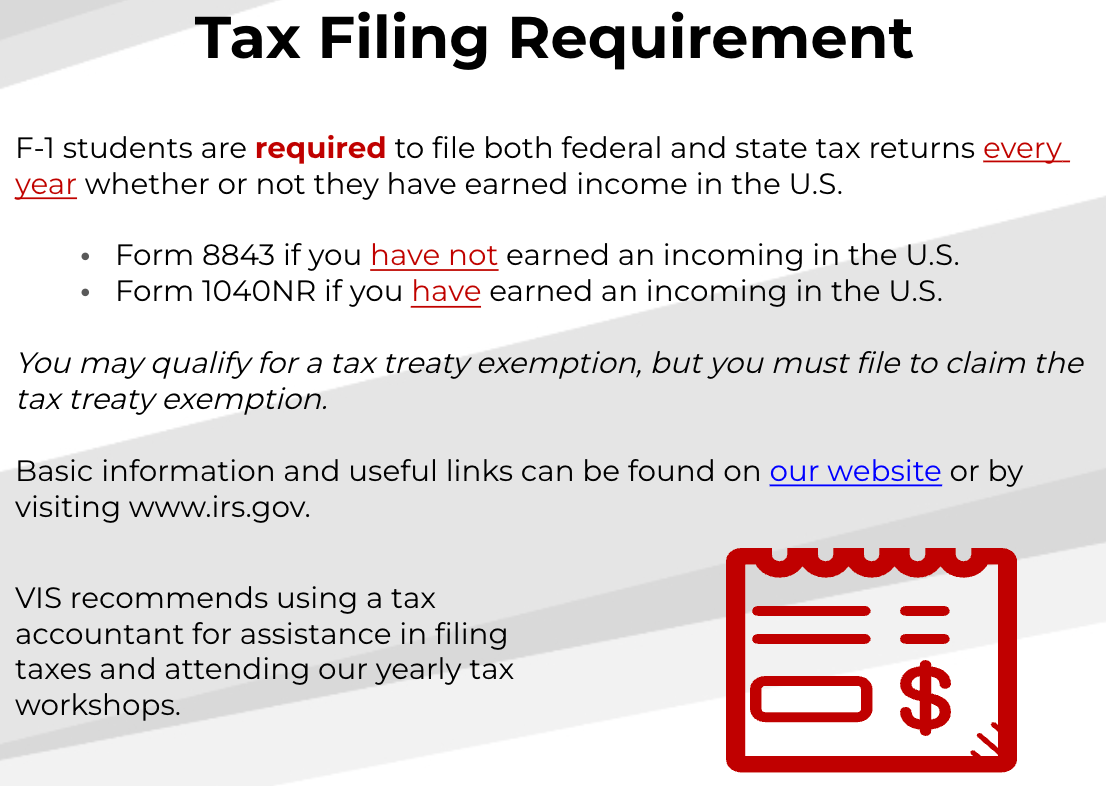 Tax Filing Requirement
F-1 students are required to file both federal and state tax returns every
year whether or not they have earned income in the U.S.
• Form 8843 if you have not earned an incoming in the U.S.
• Form 1040NR if you have earned an incoming in the U.S.
You may qualify for a tax treaty exemption, but you must file to claim the
tax treaty exemption.
Basic information and useful links can be found on our website or by
visiting www.irs.gov.
VIS recommends using a tax
accountant for assistance in filing
taxes and attending our yearly tax
workshops.
$